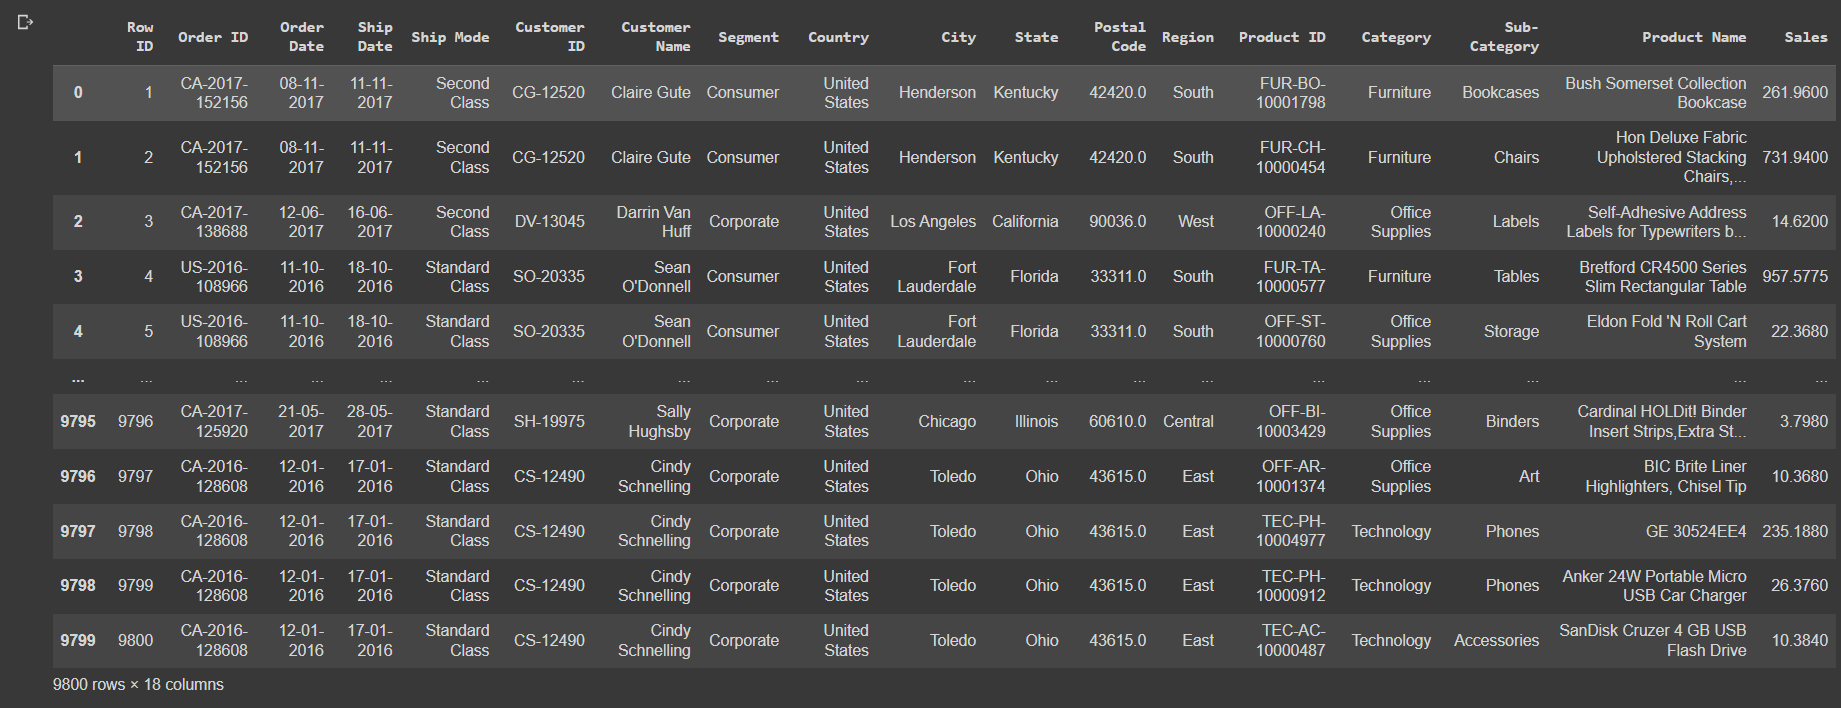 Row ID Order ID Order Date Ship Date Ship Mode Customer ID Customer Name Segment Country City State Postal Code Region Product ID Category Sub-Category Product Name Sales
0 1 CA-2017-152156 08-11-2017 11-11-2017 Second Class CG-12520 Claire Gute Consumer United States Henderson Kentucky 42420.0 South FUR-BO-10001798 Furniture Bookcases Bush Somerset Collection Bookcase 261.9600
1 2 CA-2017-152156 08-11-2017 11-11-2017 Second Class CG-12520 Claire Gute Consumer United States Henderson Kentucky 42420.0 South FUR-CH-10000454 Furniture Chairs Hon Deluxe Fabric Upholstered Stacking Chairs,... 731.9400
2 3 CA-2017-138688 12-06-2017 16-06-2017 Second Class DV-13045 Darrin Van Huff Corporate United States Los Angeles California 90036.0 West OFF-LA-10000240 Office Supplies Labels Self-Adhesive Address Labels for Typewriters b... 14.6200
3 4 US-2016-108966 11-10-2016 18-10-2016 Standard Class SO-20335 Sean O'Donnell Consumer United States Fort Lauderdale Florida 33311.0 South FUR-TA-10000577 Furniture Tables Bretford CR4500 Series Slim Rectangular Table 957.5775
4 5 US-2016-108966 11-10-2016 18-10-2016 Standard Class SO-20335 Sean O'Donnell Consumer United States Fort Lauderdale Florida 33311.0 South OFF-ST-10000760 Office Supplies Storage Eldon Fold 'N Roll Cart System 22.3680
... ... ... ... ... ... ... ... ... ... ... ... ... ... ... ... ... ... ...
9795 9796 CA-2017-125920 21-05-2017 28-05-2017 Standard Class SH-19975 Sally Hughsby Corporate United States Chicago Illinois 60610.0 Central OFF-BI-10003429 Office Supplies Binders Cardinal HOLDit! Binder Insert Strips,Extra St... 3.7980
9796 9797 CA-2016-128608 12-01-2016 17-01-2016 Standard Class CS-12490 Cindy Schnelling Corporate United States Toledo Ohio 43615.0 East OFF-AR-10001374 Office Supplies Art BIC Brite Liner Highlighters, Chisel Tip 10.3680
9797 9798 CA-2016-128608 12-01-2016 17-01-2016 Standard Class CS-12490 Cindy Schnelling Corporate United States Toledo Ohio 43615.0 East TEC-PH-10004977 Technology Phones GE 30524EE4 235.1880
9798 9799 CA-2016-128608 12-01-2016 17-01-2016 Standard Class CS-12490 Cindy Schnelling Corporate United States Toledo Ohio 43615.0 East TEC-PH-10000912 Technology Phones Anker 24W Portable Micro USB Car Charger 26.3760
9799 9800 CA-2016-128608 12-01-2016 17-01-2016 Standard Class CS-12490 Cindy Schnelling Corporate United States Toledo Ohio 43615.0 East TEC-AC-10000487 Technology Accessories SanDisk Cruzer 4 GB USB Flash Drive 10.3840
9800 rows × 18 columns